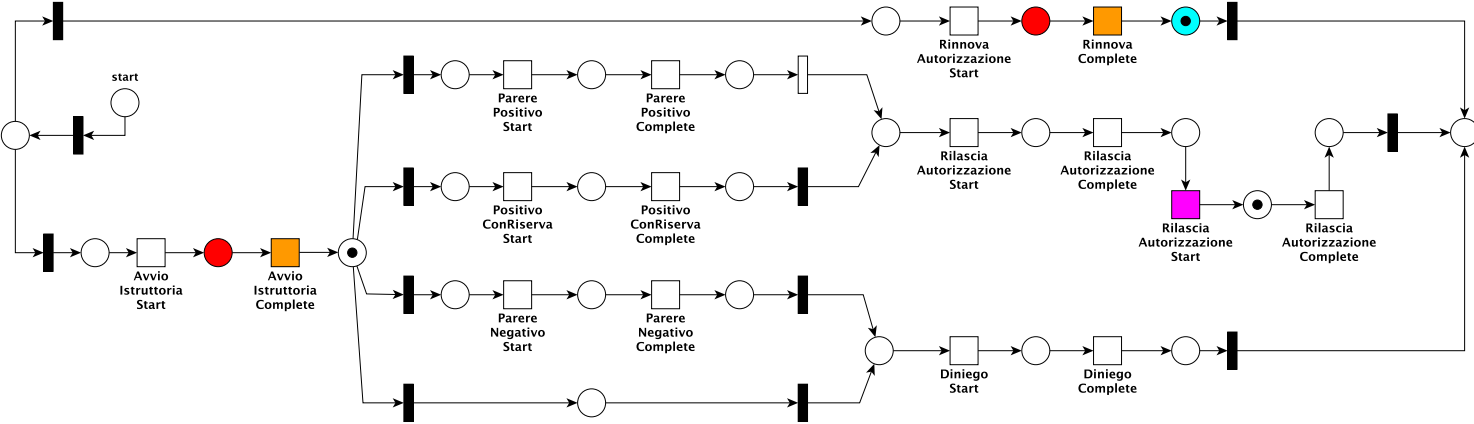 Rinnova
Autorizzazione
Start
Rinnova
Complete
start
Parere
Positivo
Start
Parere
Positivo
Complete
Rilascia
Autorizzazione
Start
Rilascia
Autorizzazione
Complete
Positivo
ConRiserva
Start
Positivo
ConRiserva
Complete
Rilascia
Autorizzazione
Start
Rilascia
Autorizzazione
Complete
Avvio
Istruttoria
Start
Avvio
Istruttoria
Complete
Parere
Negativo
Start
Parere
Negativo
Complete
Diniego
Start
Diniego
Complete